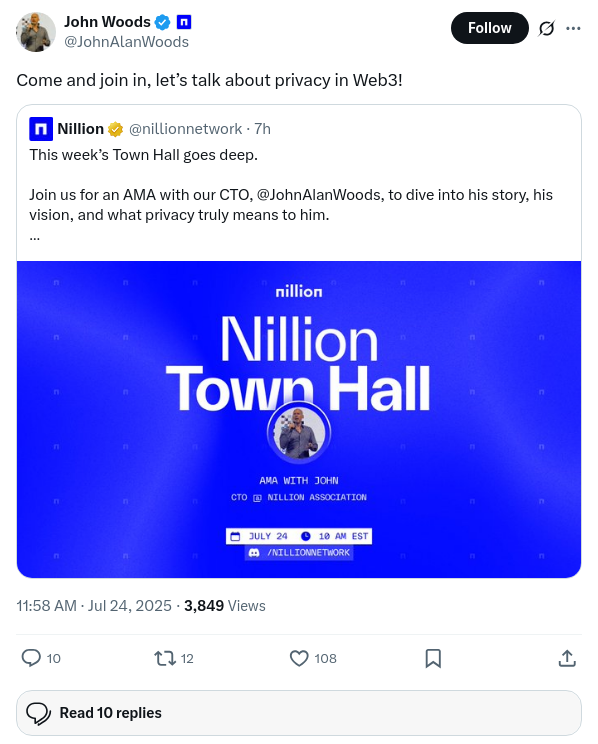 John Woods
@JohnAlanWoods
Follow
Come and join in, let's talk about privacy in Web3!
Nillion @nillionnetwork · 7h
This week's Town Hall goes deep.
Join us for an AMA with our CTO, @JohnAlanWoods, to dive into his story, his
vision, and what privacy truly means to him.
...
nillion
Nillion
Town Hall
AMA WITH JOHN
CTO @ NILLION ASSOCIATION
JULY 24 10 AM EST
/NILLIONNETWORK
11:58 AM · Jul 24, 2025 · 3,849 Views
10 12 108
Read 10 replies